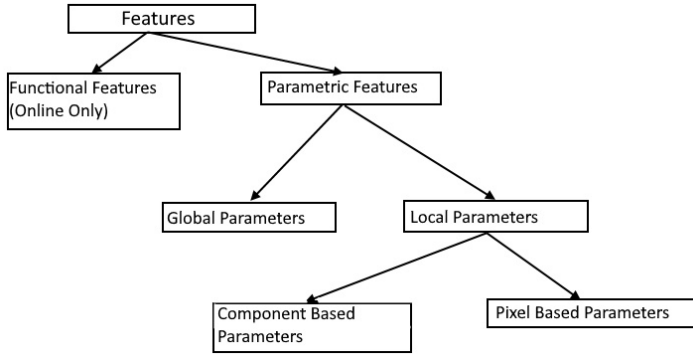 Features
Functional Features
(Online Only)
Parametric Features
Global Parameters
Local Parameters
Component Based
Parameters
Pixel Based Parameters